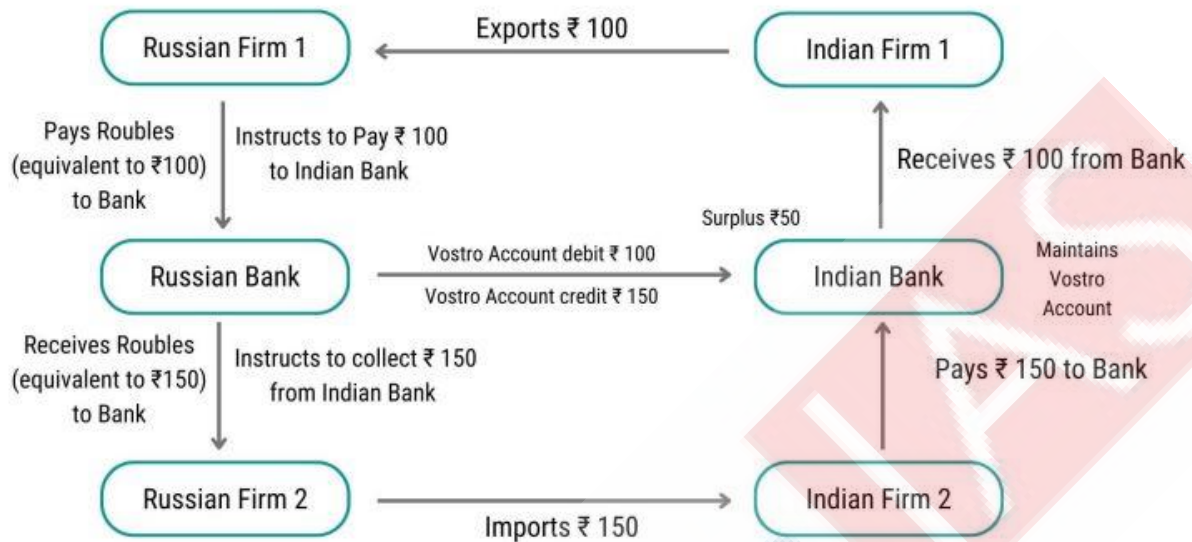 Exports ₹ 100
Russian Firm 1
Indian Firm 1
Pays Roubles
(equivalent to ₹100)
to Bank
Instructs to Pay ₹ 100
to Indian Bank
Receives ₹ 100 from Bank
Surplus ₹50
Russian Bank
Vostro Account debit ₹ 100
Vostro Account credit ₹ 150
Indian Bank
Maintains
Vostro
Account
Receives Roubles
(equivalent to ₹150)
to Bank
Instructs to collect ₹ 150
from Indian Bank
Pays ₹ 150 to Bank
Russian Firm 2
Indian Firm 2
Imports ₹ 150
IAS